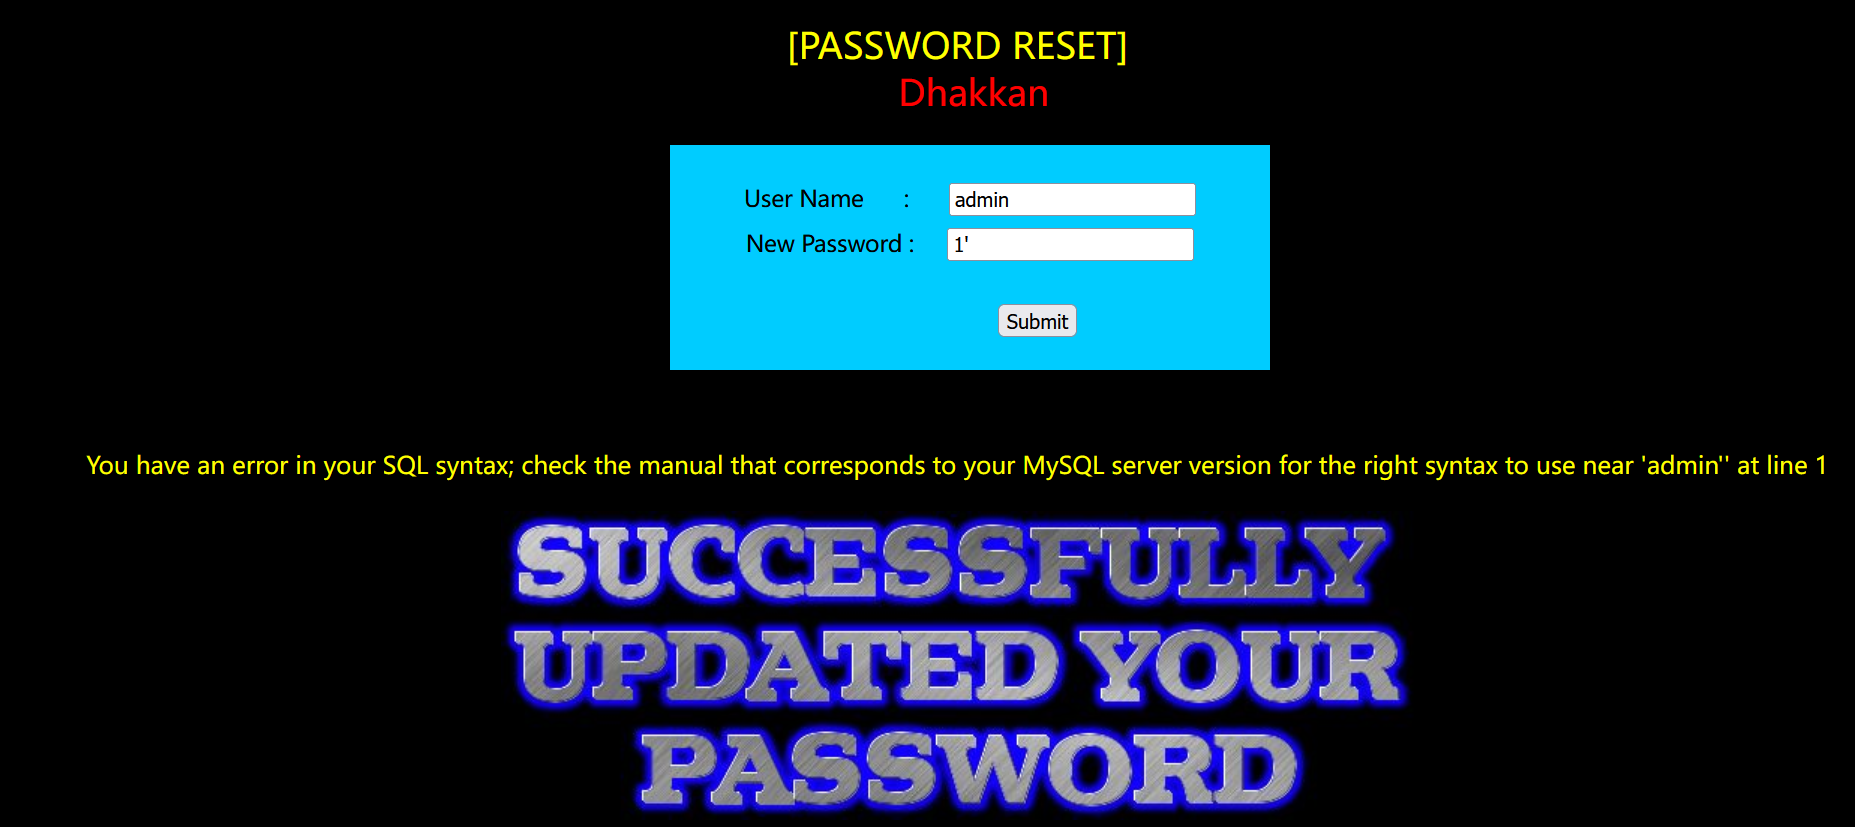 [PASSWORD RESET]
Dhakkan
User Name : admin
New Password : 1'
Submit
You have an error in your SQL syntax; check the manual that corresponds to your MySQL server version for the right syntax to use near 'admin'' at line 1
SUCCESSFULLY
UPDATED YOUR
PASSWORD